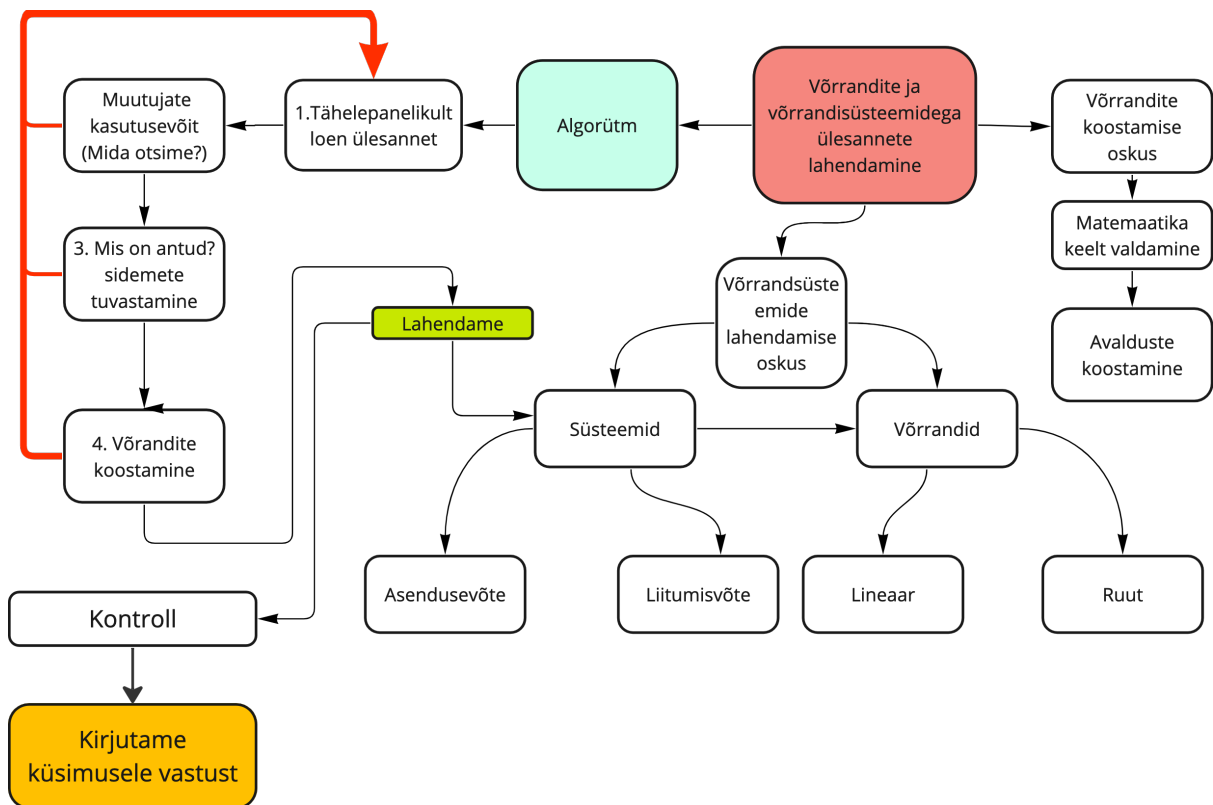 Muutujate
kasutusevõit
(Mida otsime?)
1.Tähelepanelikult
loen ülesannet
Algorütm
Võrrandite ja
võrrandisüsteemidega
ülesannete
lahendamine
Võrrandite
koostamise
oskus
Matemaatika
keelt valdamine
Avalduste
koostamine
3. Mis on antud?
sidemete
tuvastamine
Lahendame
Võrrandsüste
emide
lahendamise
oskus
4. Võrandite
koostamine
Süsteemid
Võrrandid
Asendusevõte
Liitumisvõte
Lineaar
Ruut
Kontroll
Kirjutame
küsimusele vastust